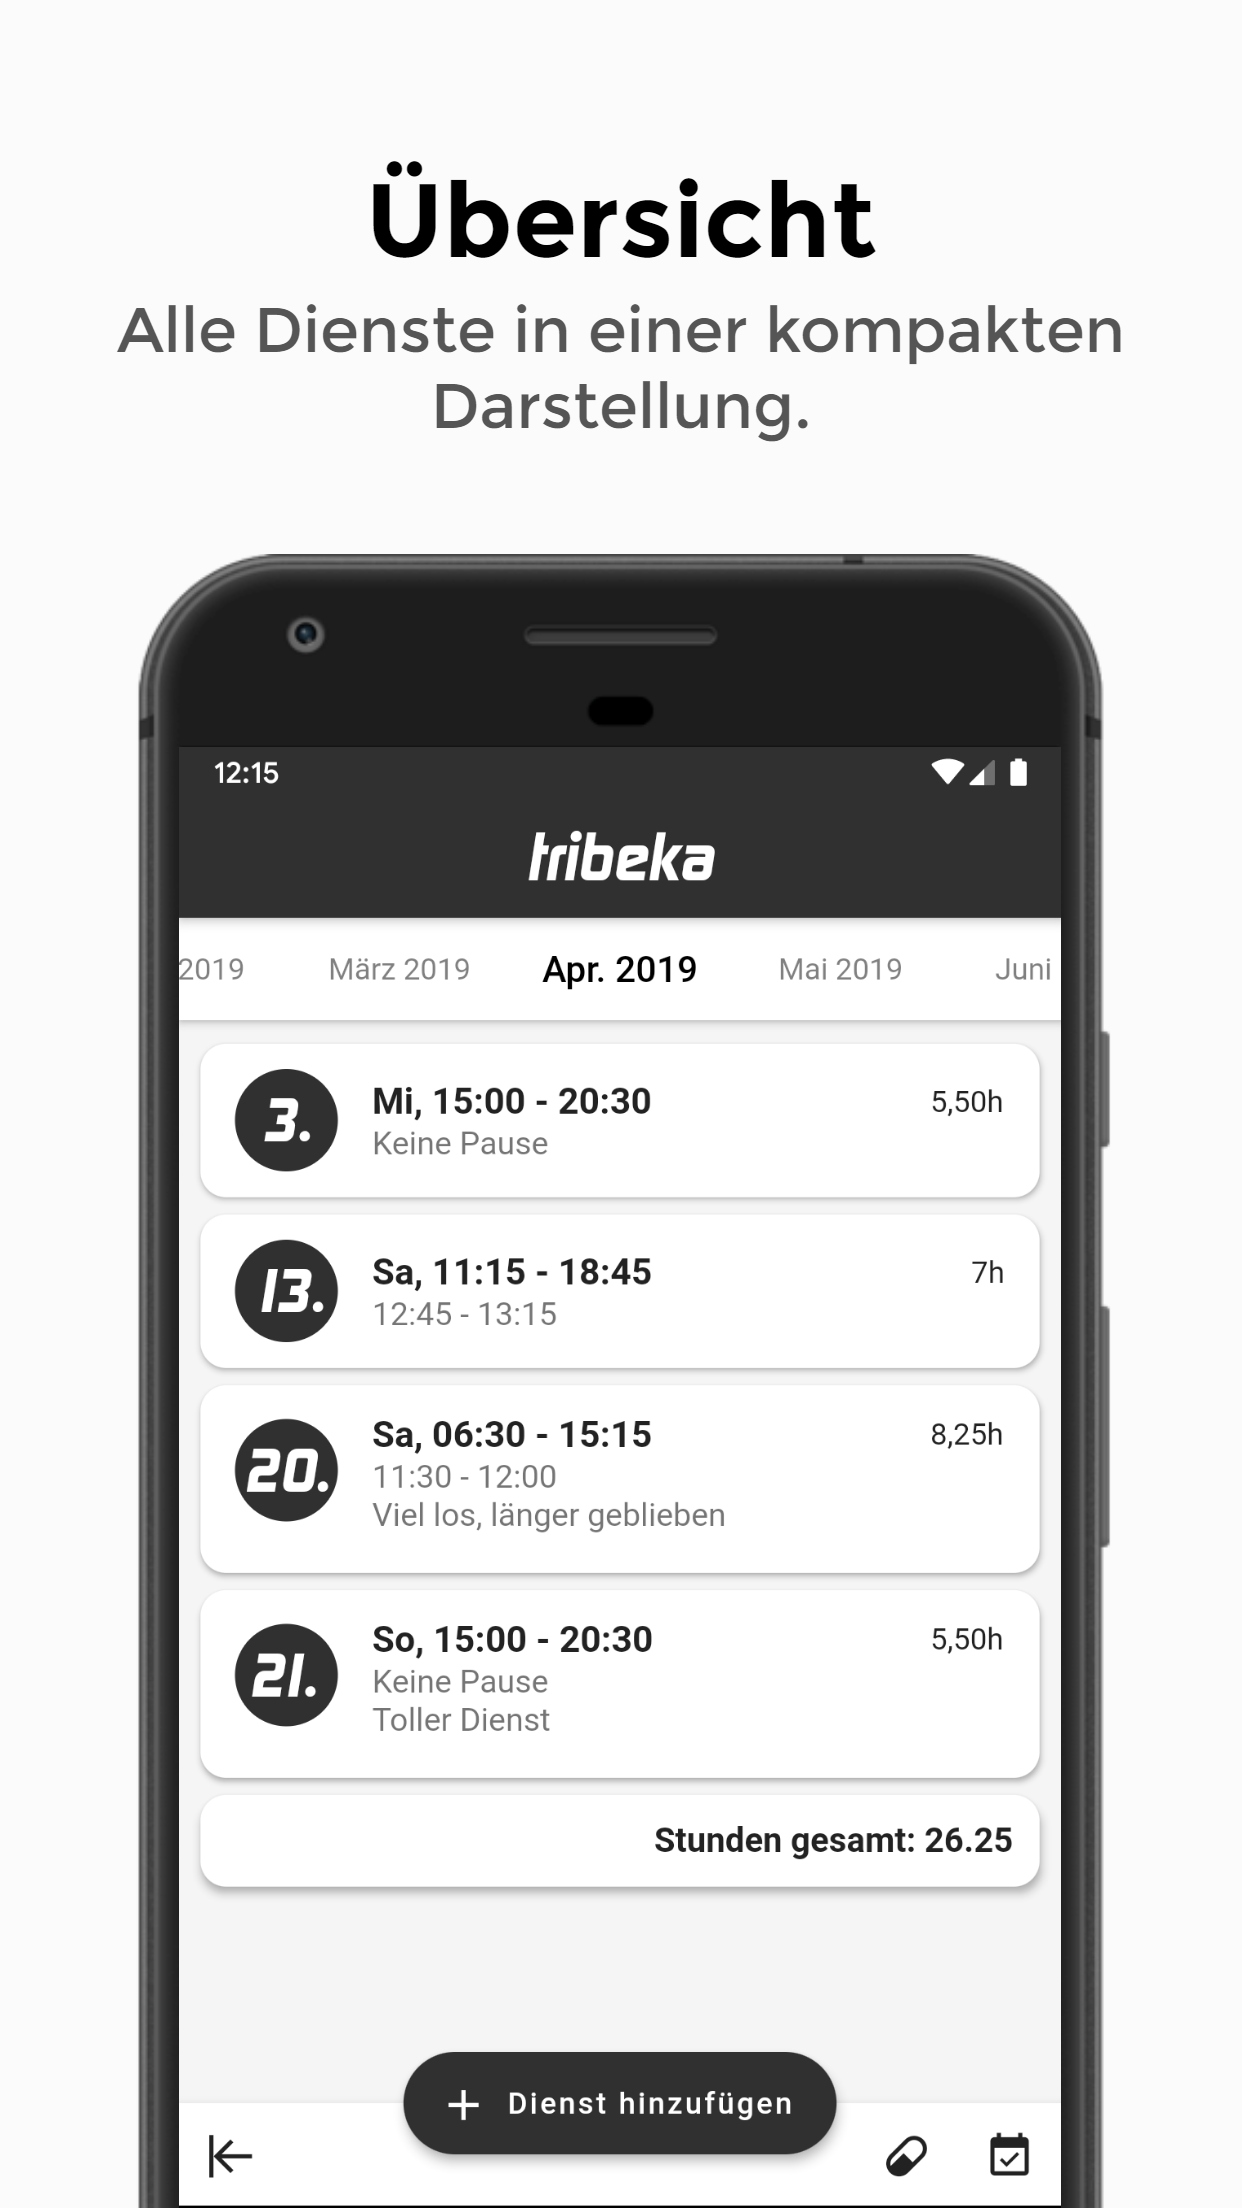 Übersicht
Alle Dienste in einer kompakten
Darstellung.
12:15
tribeka
2019 März 2019 Apr. 2019 Mai 2019 Juni
3. Mi, 15:00 - 20:30 5,50h
Keine Pause
13. Sa, 11:15 - 18:45 7h
12:45 - 13:15
20. Sa, 06:30 - 15:15 8,25h
11:30 - 12:00
Viel los, länger geblieben
21. So, 15:00 - 20:30 5,50h
Keine Pause
Toller Dienst
Stunden gesamt: 26.25
+ Dienst hinzufügen